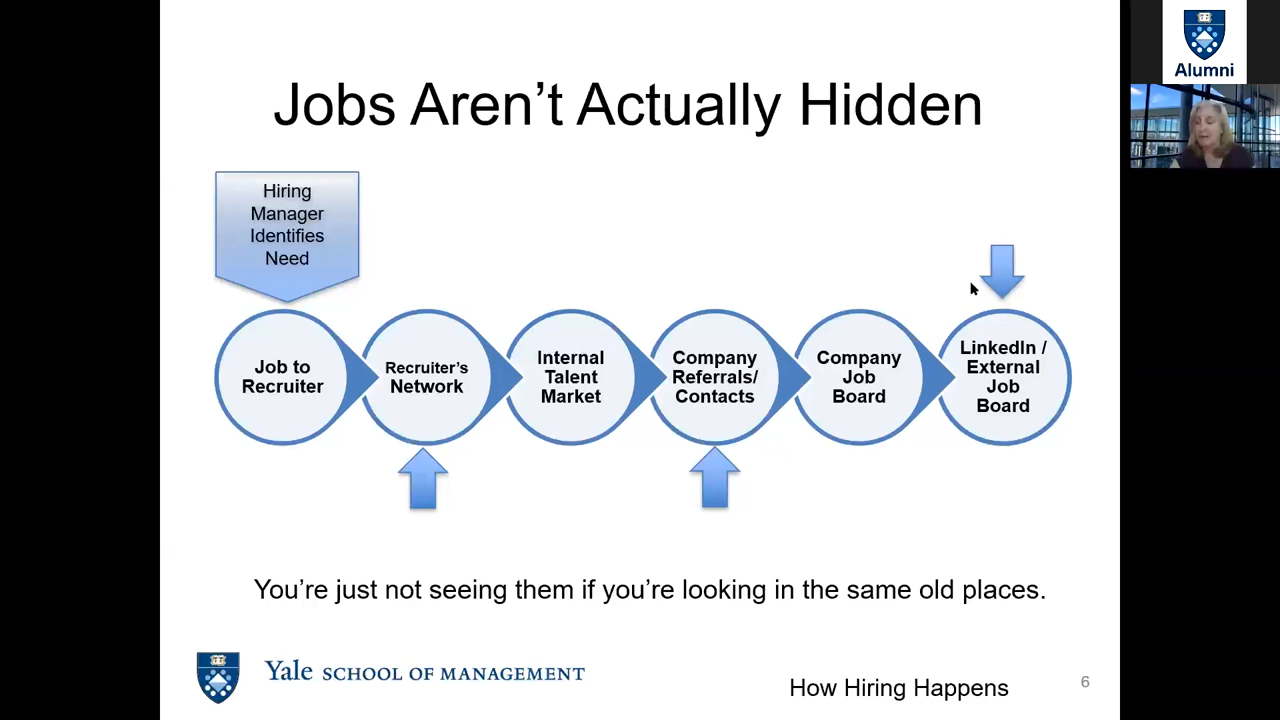 Jobs Aren’t Actually Hidden
Alumni
Hiring
Manager
Identifies
Need
Job to
Recruiter
Recruiter’s
Network
Internal
Talent
Market
Company
Referrals/
Contacts
Company
Job
Board
LinkedIn /
External
Job
Board
You’re just not seeing them if you’re looking in the same old places.
Yale SCHOOL OF MANAGEMENT
How Hiring Happens
6